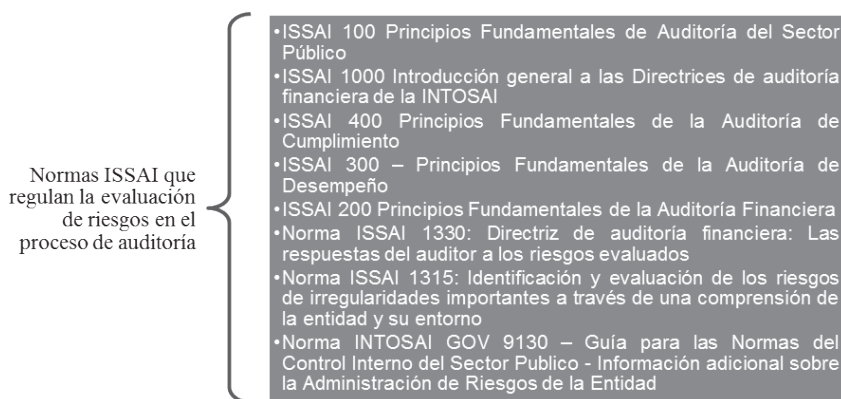 Normas ISSAI que
regulan la evaluación
de riesgos en el
proceso de auditoría
•ISSAI 100 Principios Fundamentales de Auditoría del Sector
Público
•ISSAI 1000 Introducción general a las Directrices de auditoría
financiera de la INTOSAI
•ISSAI 400 Principios Fundamentales de la Auditoría de
Cumplimiento
•ISSAI 300 – Principios Fundamentales de la Auditoría de
Desempeño
•ISSAI 200 Principios Fundamentales de la Auditoría Financiera
•Norma ISSAI 1330: Directriz de auditoría financiera: Las
respuestas del auditor a los riesgos evaluados
•Norma ISSAI 1315: Identificación y evaluación de los riesgos
de irregularidades importantes a través de una comprensión de
la entidad y su entorno
•Norma INTOSAI GOV 9130 – Guía para las Normas del
Control Interno del Sector Publico - Información adicional sobre
la Administración de Riesgos de la Entidad